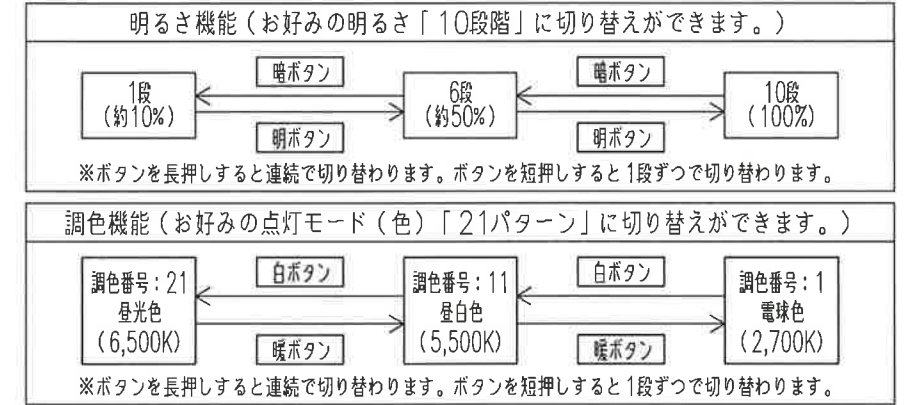 明るさ機能(お好みの明るさ「10段階」に切り替えができます。)
暗ボタン
暗ボタン
1段
(約10%)
6段
(約50%)
10段
(100%)
明ボタン
明ボタン
※ボタンを長押しすると連続で切り替わります。ボタンを短押しすると1段ずつで切り替わります。
調色機能(お好みの点灯モード(色)「21パターン」に切り替えができます。)
白ボタン
白ボタン
調色番号:21
昼光色
(6,500K)
調色番号:11
昼白色
(5,500K)
調色番号:1
電球色
(2,700K)
暖ボタン
暖ボタン
※ボタンを長押しすると連続で切り替わります。ボタンを短押しすると1段ずつで切り替わります。